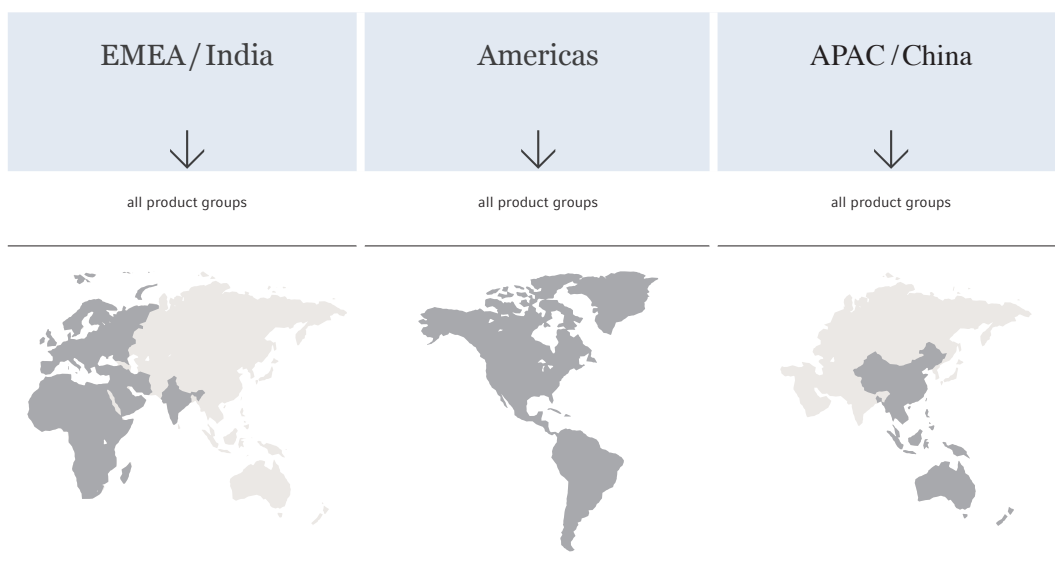 EMEA / India
Americas
APAC / China
all product groups
all product groups
all product groups